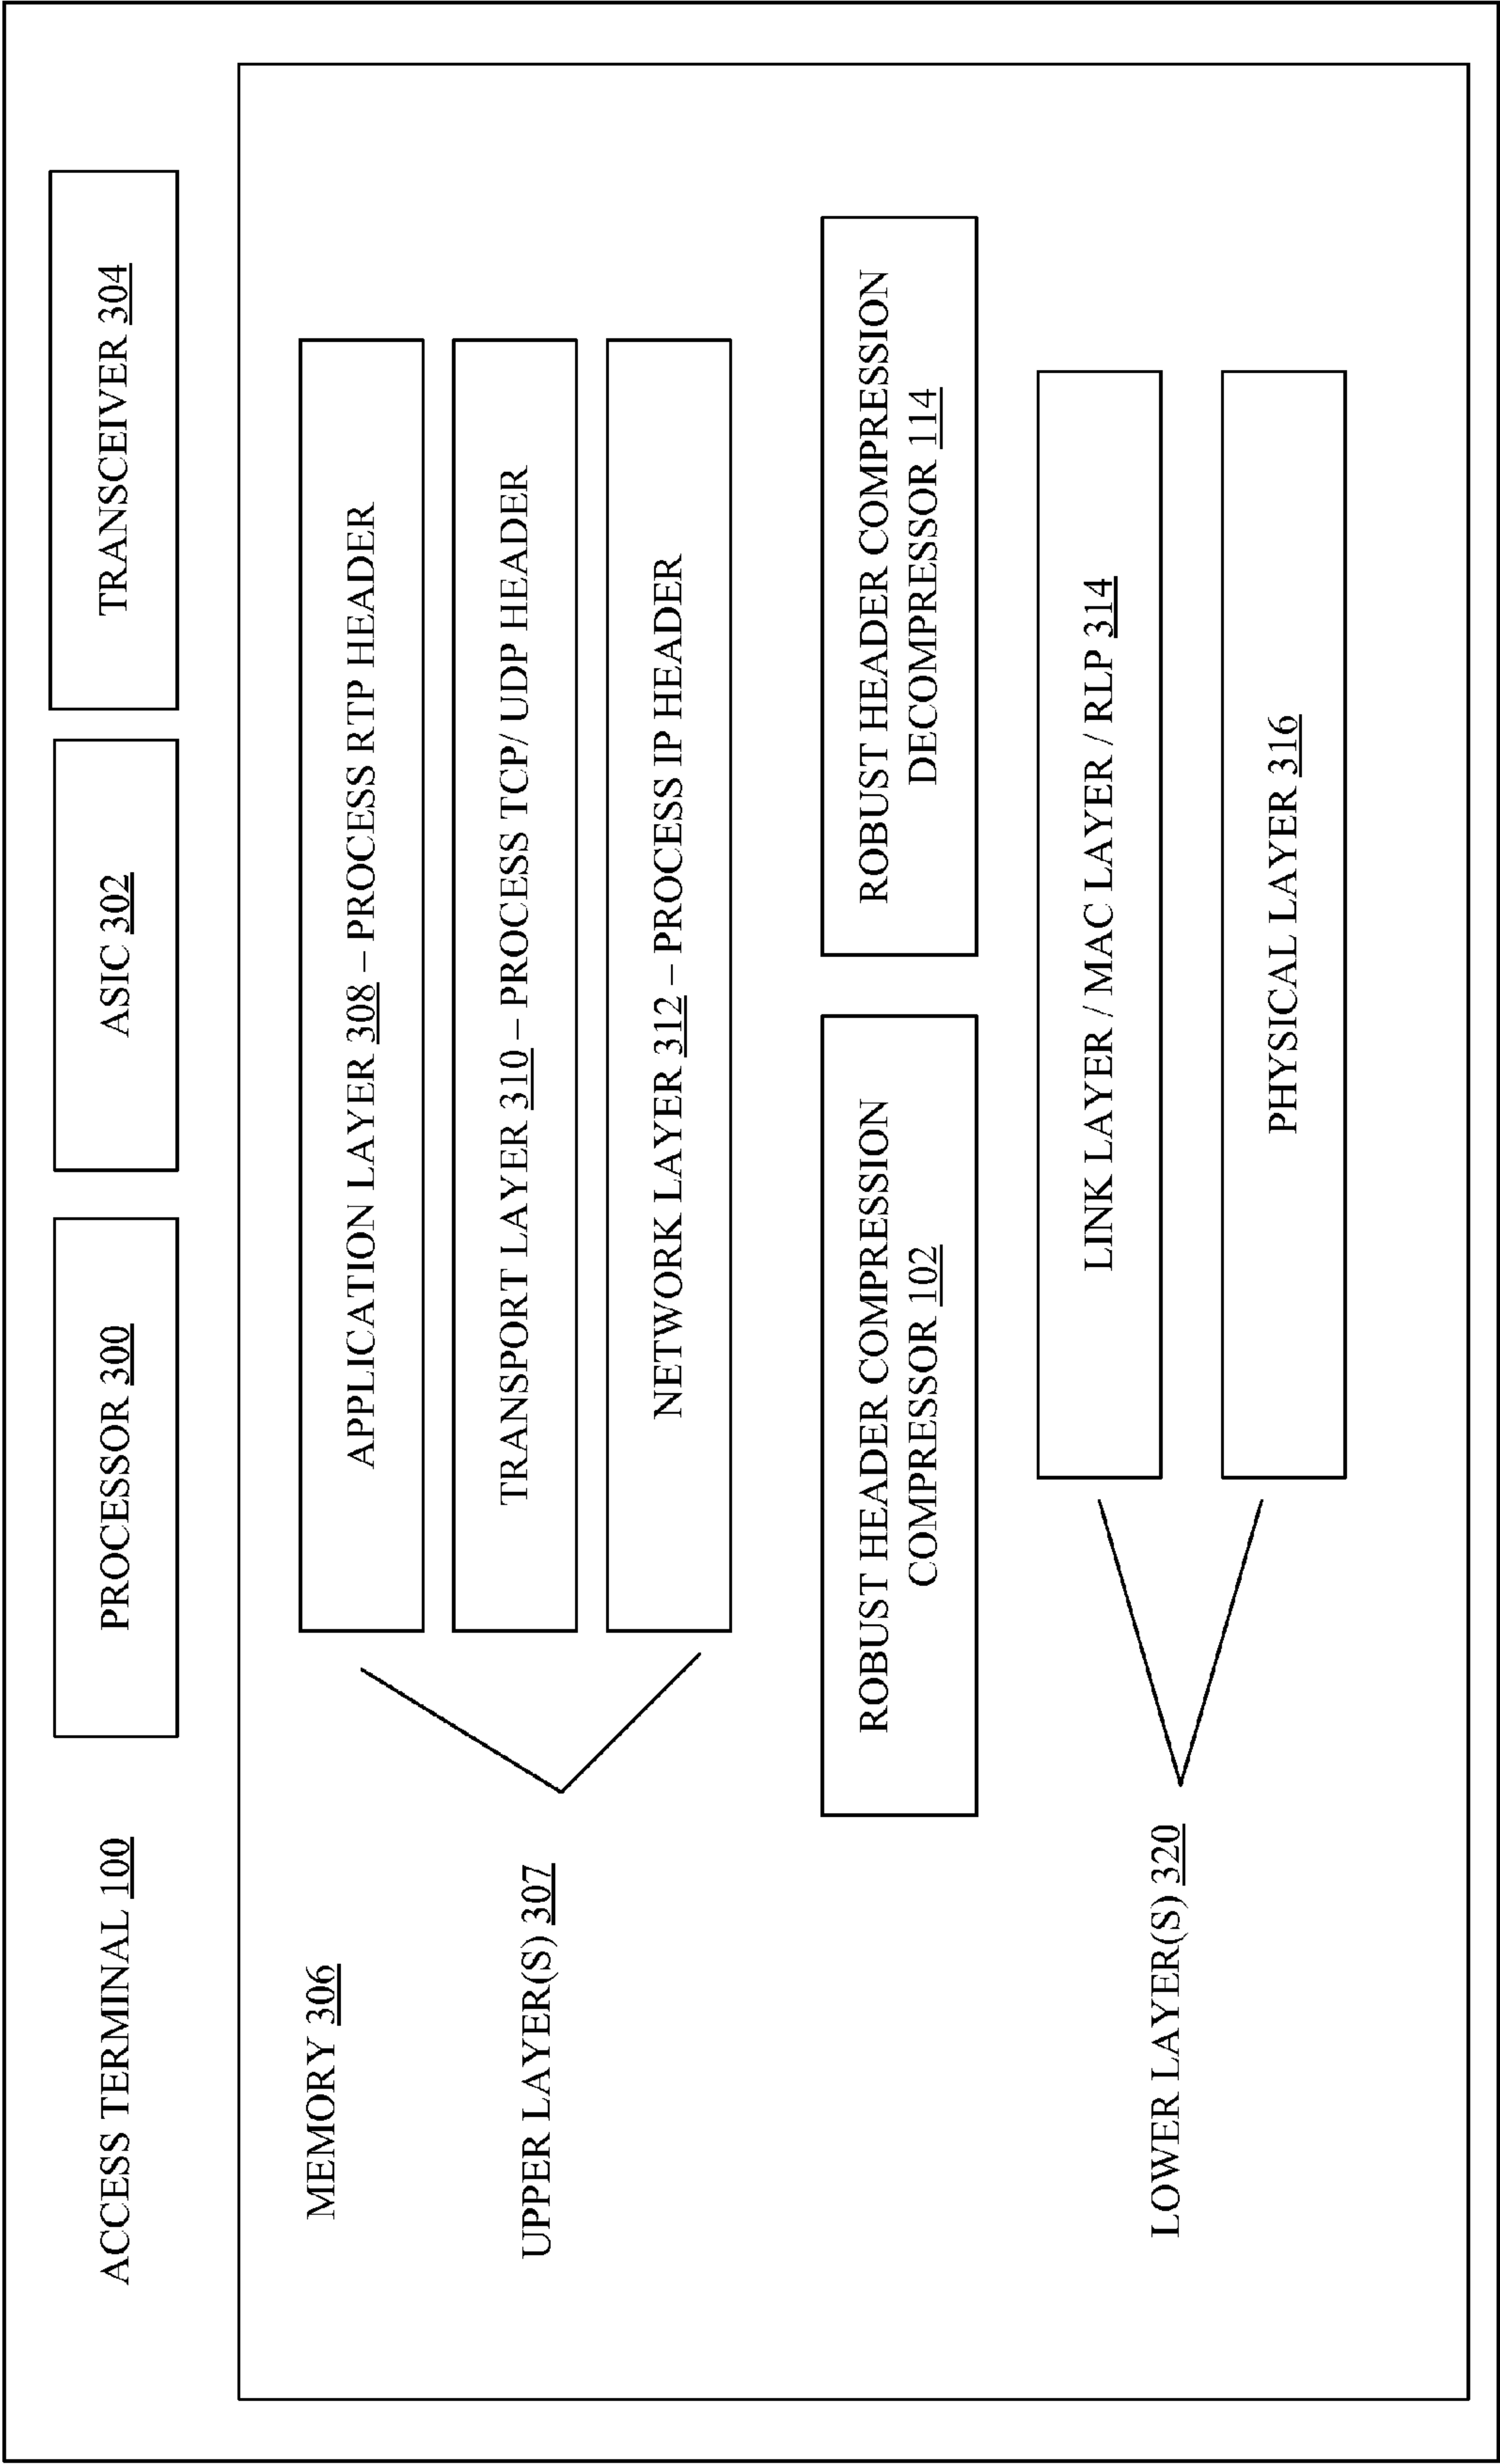 ACCESS TERMINAL 100
PROCESSOR 300
ASIC 302
TRANSCEIVER 304
MEMORY 306
UPPER LAYER(S) 307
APPLICATION LAYER 308 – PROCESS RTP HEADER
TRANSPORT LAYER 310 – PROCESS TCP/ UDP HEADER
NETWORK LAYER 312 – PROCESS IP HEADER
ROBUST HEADER COMPRESSION
COMPRESSOR 102
ROBUST HEADER COMPRESSION
DECOMPRESSOR 114
LOWER LAYER(S) 320
LINK LAYER / MAC LAYER / RLP 314
PHYSICAL LAYER 316